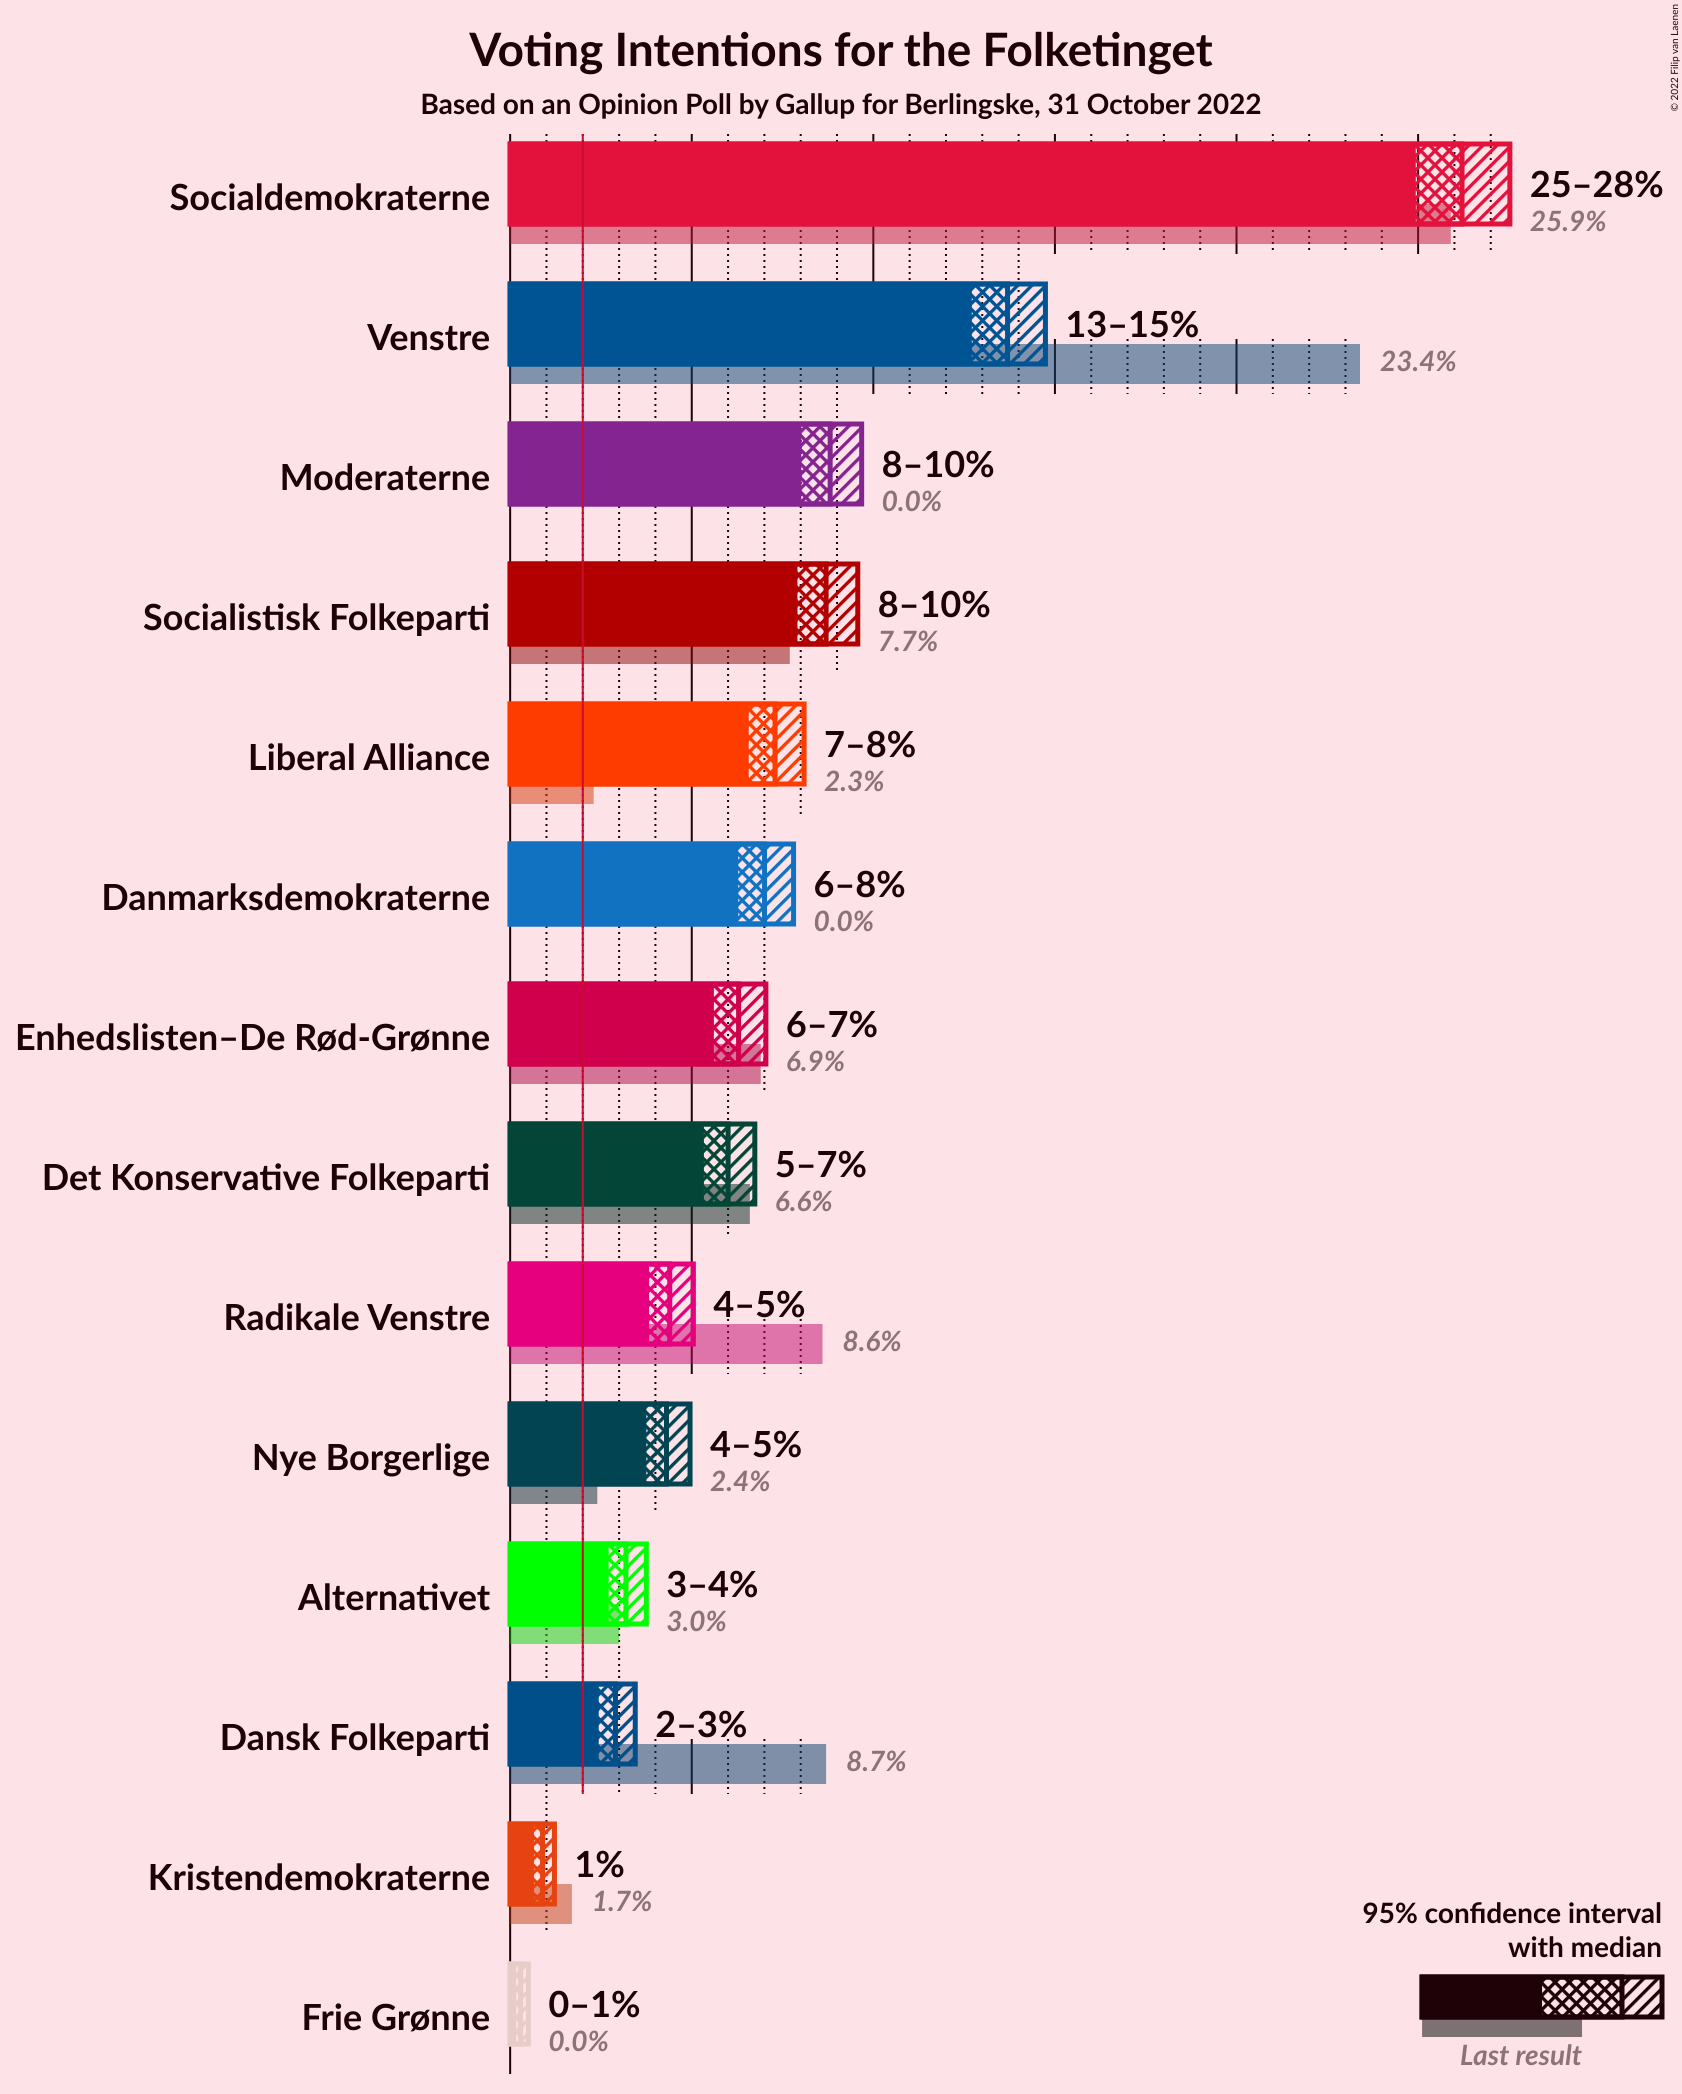 Voting Intentions for the Folketinget
Based on an Opinion Poll by Gallup for Berlingske, 31 October 2022
© 2022 Filip van Laenen
Socialdemokraterne
25–28%
25.9%
Venstre
13–15%
23.4%
Moderaterne
8–10%
0.0%
Socialistisk Folkeparti
8–10%
7.7%
Liberal Alliance
7–8%
2.3%
Danmarksdemokraterne
6–8%
0.0%
Enhedslisten–De Rød-Grønne
6–7%
6.9%
Det Konservative Folkeparti
5–7%
6.6%
Radikale Venstre
4–5%
8.6%
Nye Borgerlige
4–5%
2.4%
Alternativet
3–4%
3.0%
Dansk Folkeparti
2–3%
8.7%
Kristendemokraterne
1%
1.7%
Frie Grønne
0–1%
0.0%
95% confidence interval
with median
Last result